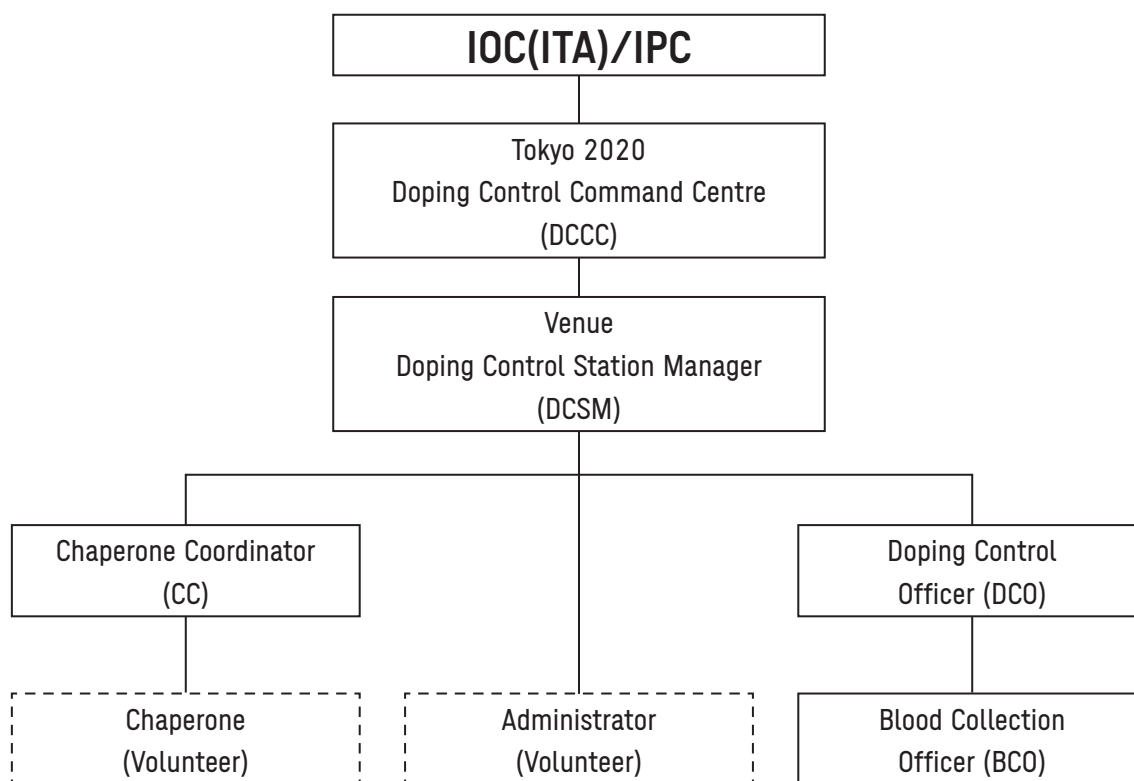 IOC(ITA)/IPC
Tokyo 2020
Doping Control Command Centre
(DCCC)
Venue
Doping Control Station Manager
(DCSM)
Chaperone Coordinator
(CC)
Doping Control
Officer (DCO)
Chaperone
(Volunteer)
Administrator
(Volunteer)
Blood Collection
Officer (BCO)